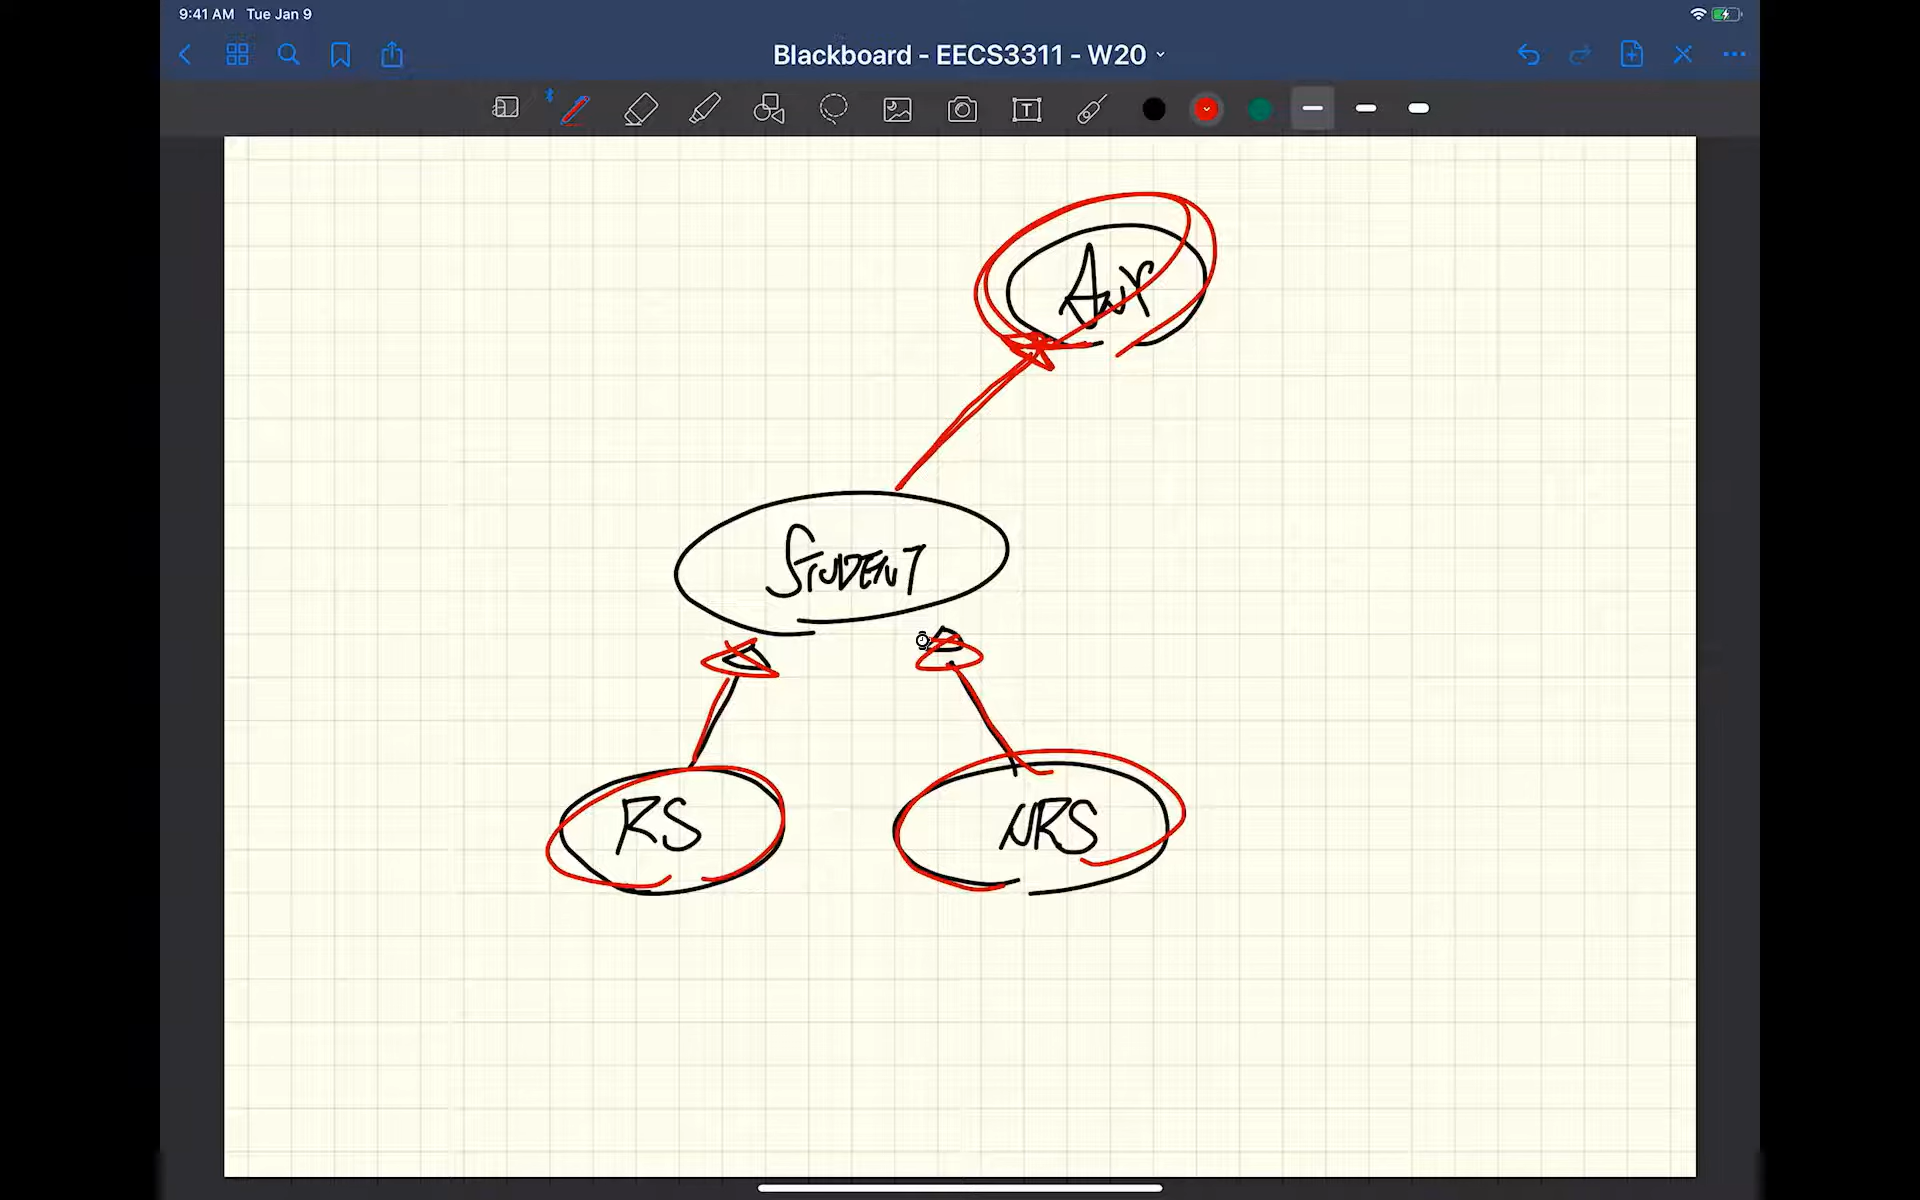 9:41 AM Tue Jan 9
Blackboard - EECS3311 - W20
T
ANY
STUDENT
RS
NRS